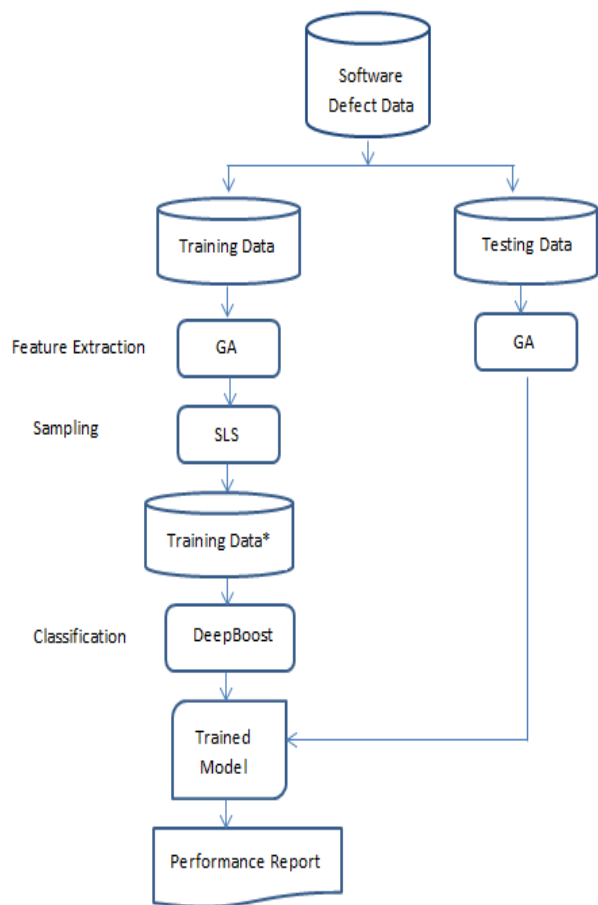 Software
Defect Data
Training Data
Testing Data
Feature Extraction
GA
GA
Sampling
SLS
Training Data*
Classification
DeepBoost
Trained
Model
Performance Report